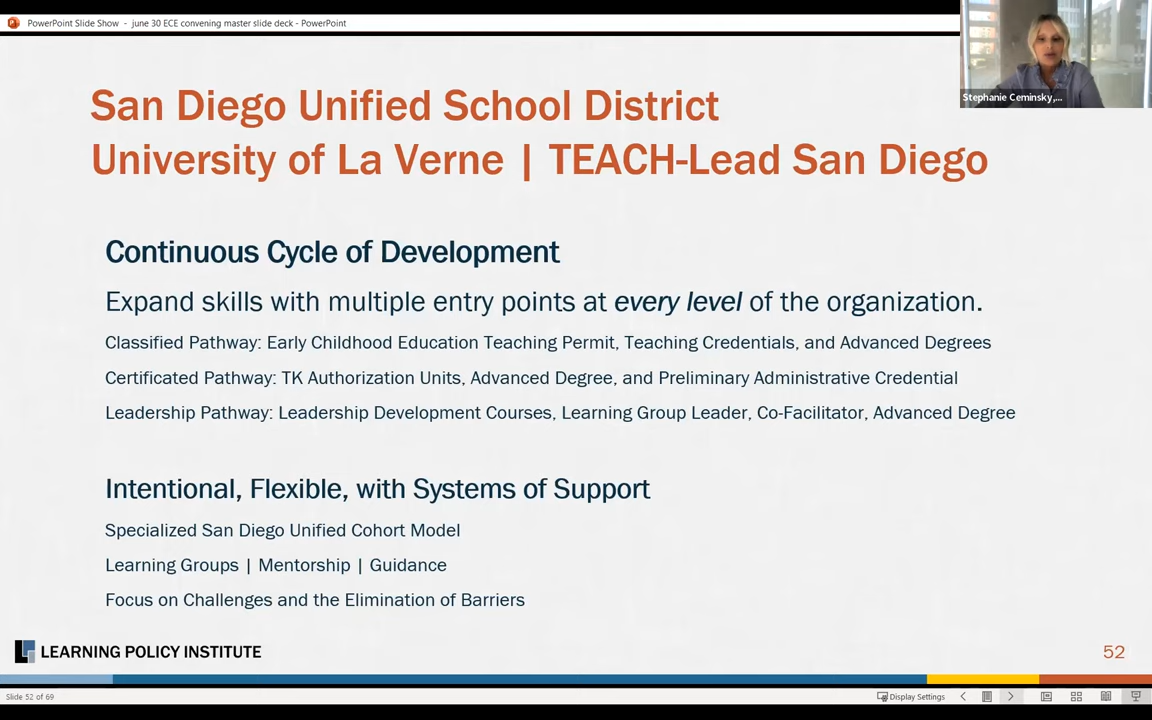 PowerPoint Slide Show - june 30 ECE convening master slide deck - PowerPoint
Stephanie Ceminsky,...
San Diego Unified School District
University of La Verne | TEACH-Lead San Diego
Continuous Cycle of Development
Expand skills with multiple entry points at every level of the organization.
Classified Pathway: Early Childhood Education Teaching Permit, Teaching Credentials, and Advanced Degrees
Certificated Pathway: TK Authorization Units, Advanced Degree, and Preliminary Administrative Credential
Leadership Pathway: Leadership Development Courses, Learning Group Leader, Co-Facilitator, Advanced Degree
Intentional, Flexible, with Systems of Support
Specialized San Diego Unified Cohort Model
Learning Groups | Mentorship | Guidance
Focus on Challenges and the Elimination of Barriers
LEARNING POLICY INSTITUTE
52
Slide 52 of 69
Display Settings